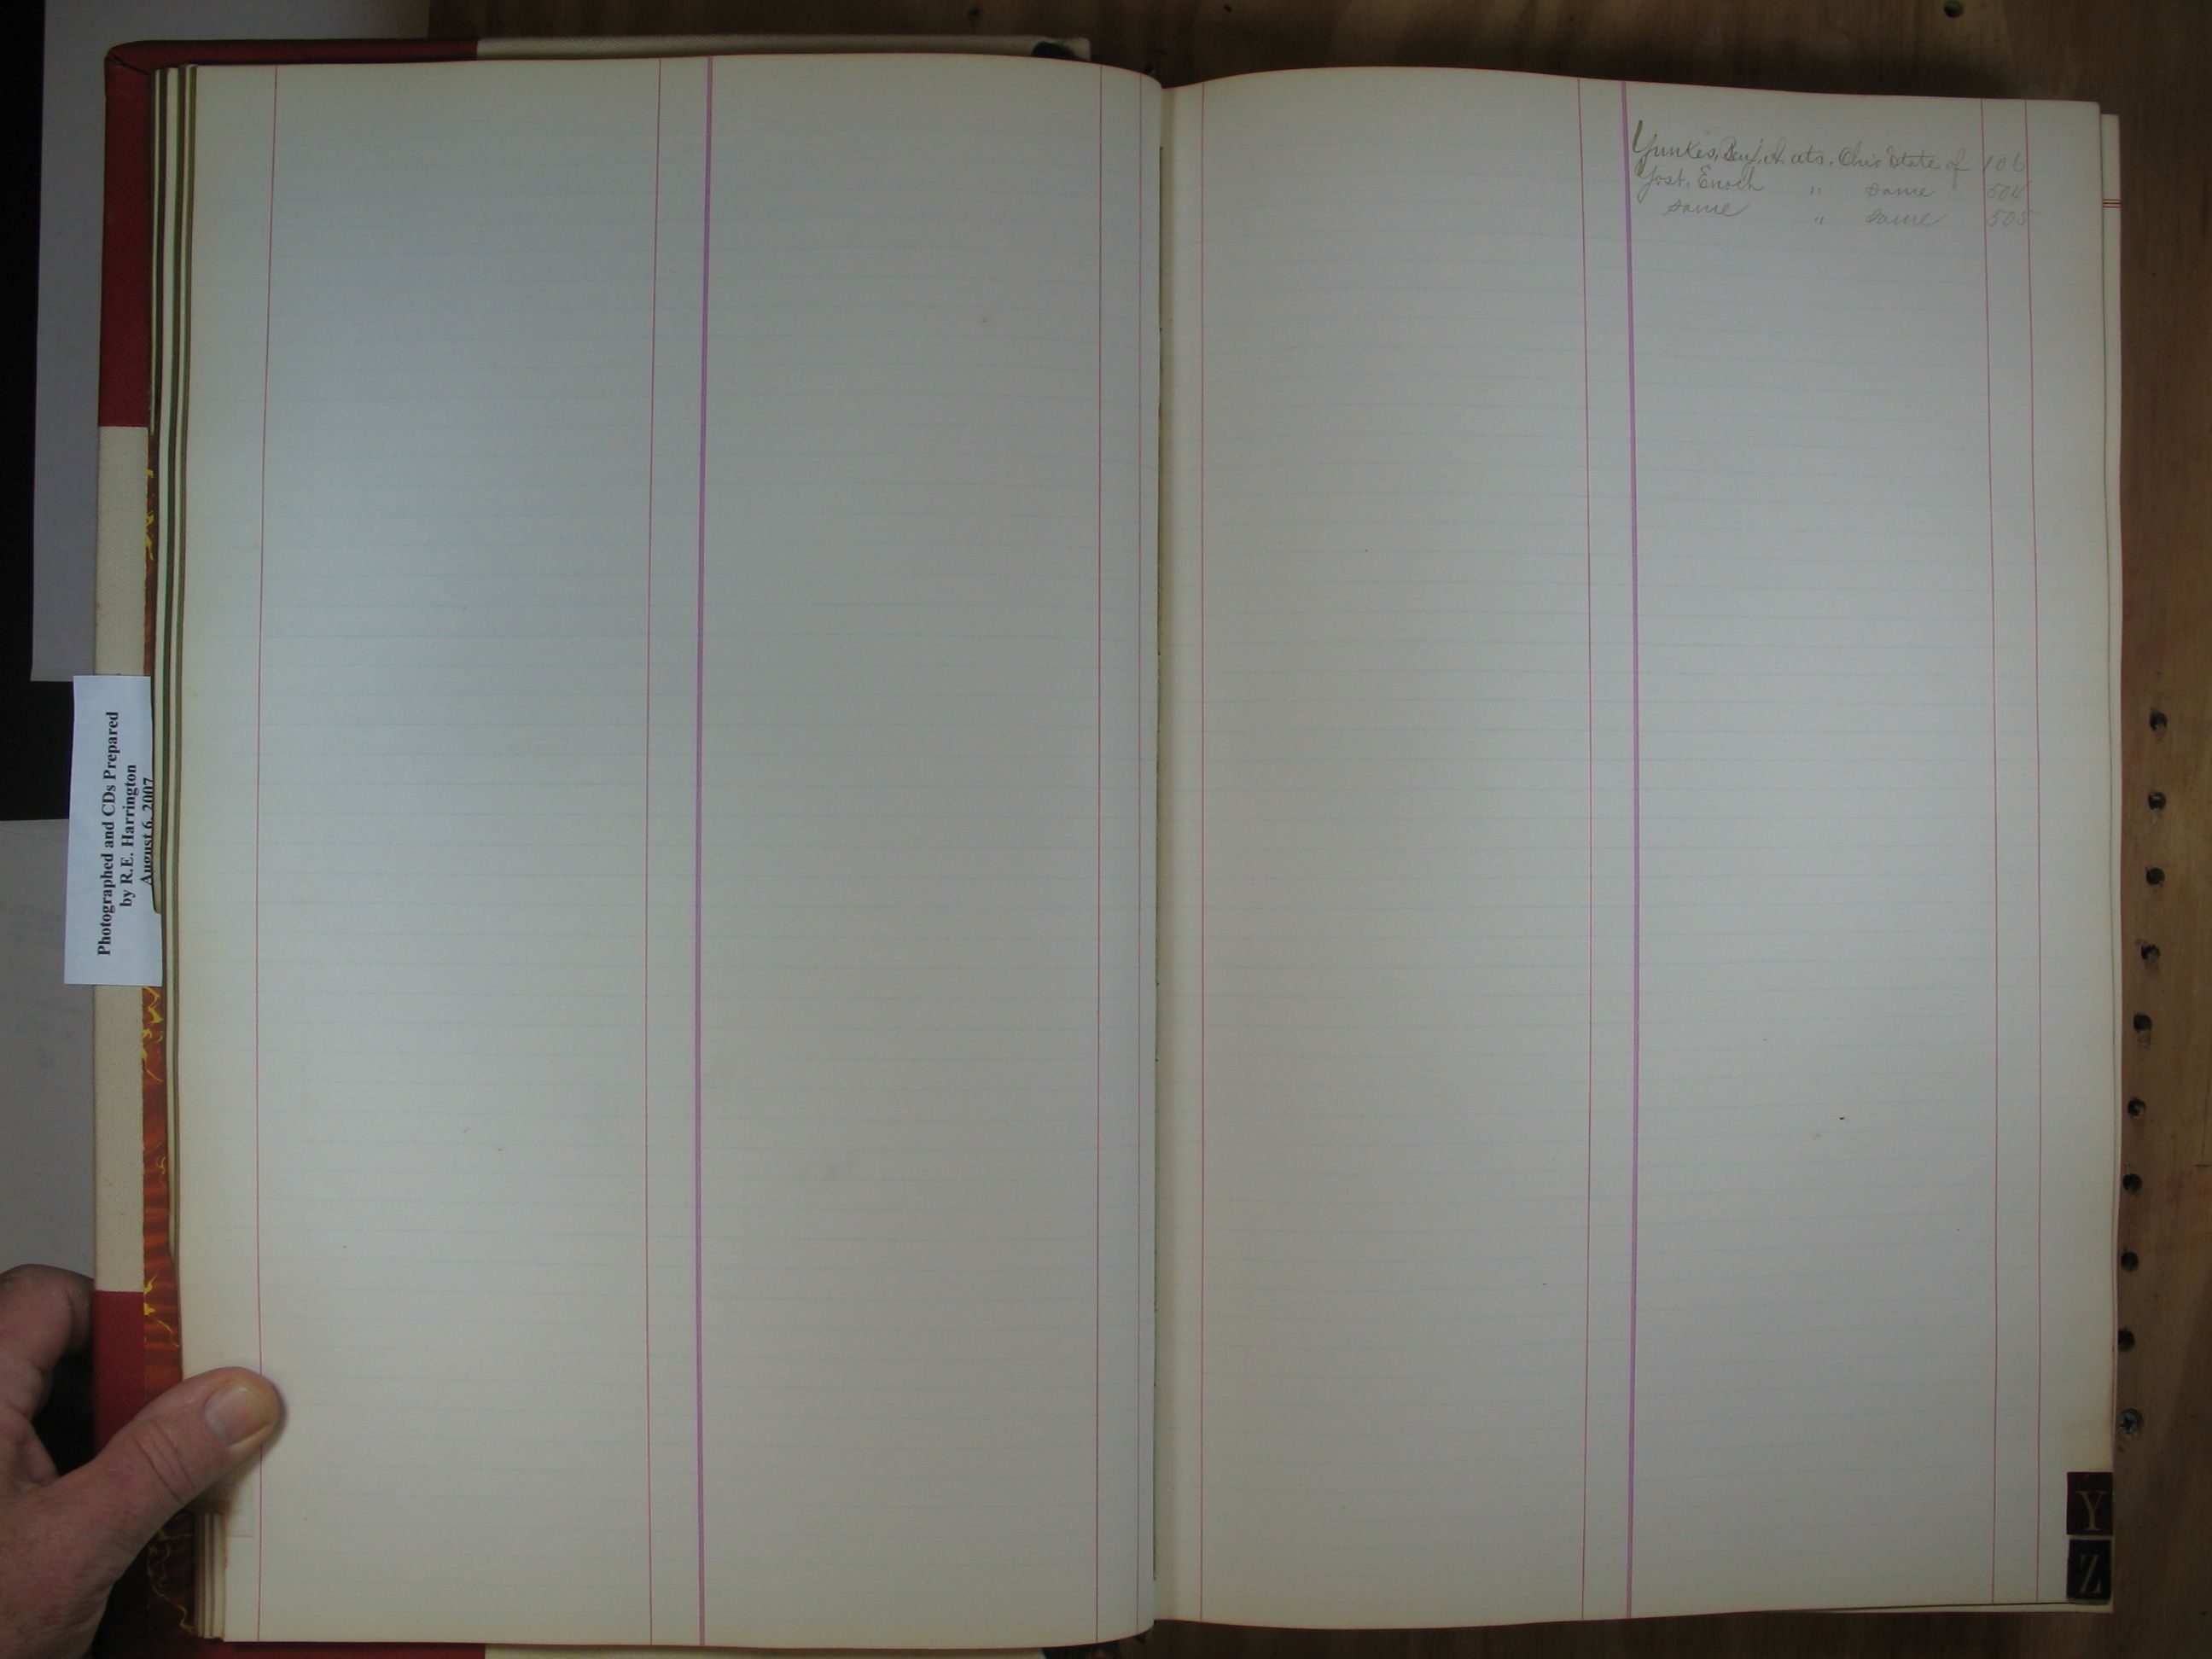 Photographed and CDs Prepared
by R.E. Harrington
August 6, 2007
Yunkes, Benj. A. ats. Ohio State of 106
Yost, Enoch " same 504
same " same 505
Y
Z